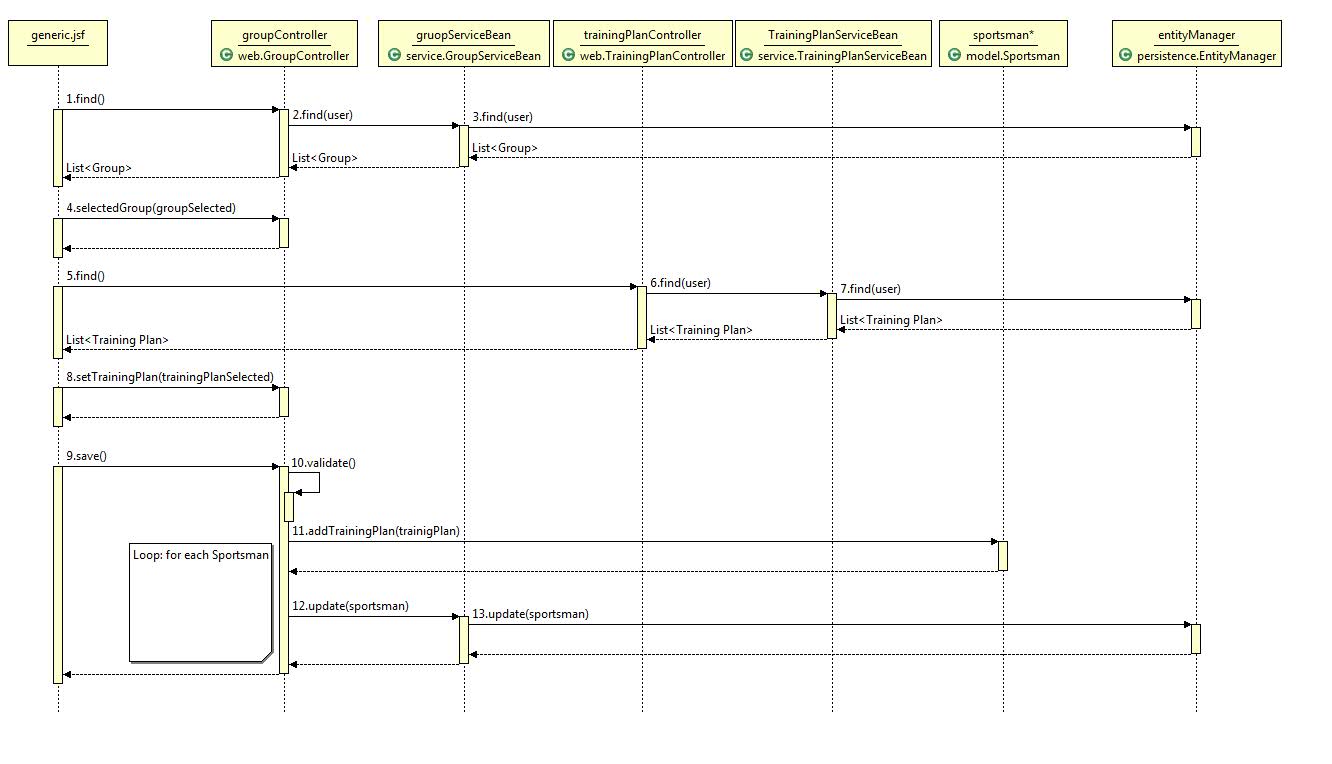 generic.jsf
groupController
C web.GroupController
gruopServiceBean
C service.GroupServiceBean
trainingPlanController
C web.TrainingPlanController
TrainingPlanServiceBean
C service.TrainingPlanServiceBean
sportsman*
C model.Sportsman
entityManager
C persistence.EntityManager
1.find()
2.find(user)
3.find(user)
List<Group>
List<Group>
List<Group>
4.selectedGroup(groupSelected)
5.find()
6.find(user)
7.find(user)
List<Training Plan>
List<Training Plan>
List<Training Plan>
8.setTrainingPlan(trainingPlanSelected)
9.save()
10.validate()
11.addTrainingPlan(trainigPlan)
Loop: for each Sportsman
12.update(sportsman)
13.update(sportsman)